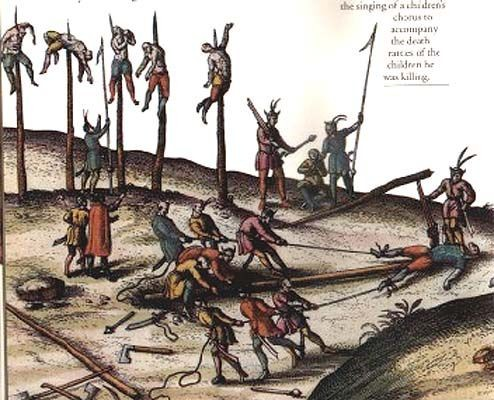 the singing of a children's
chorus to
accompany
the death
rattles of the
children he
was killing.